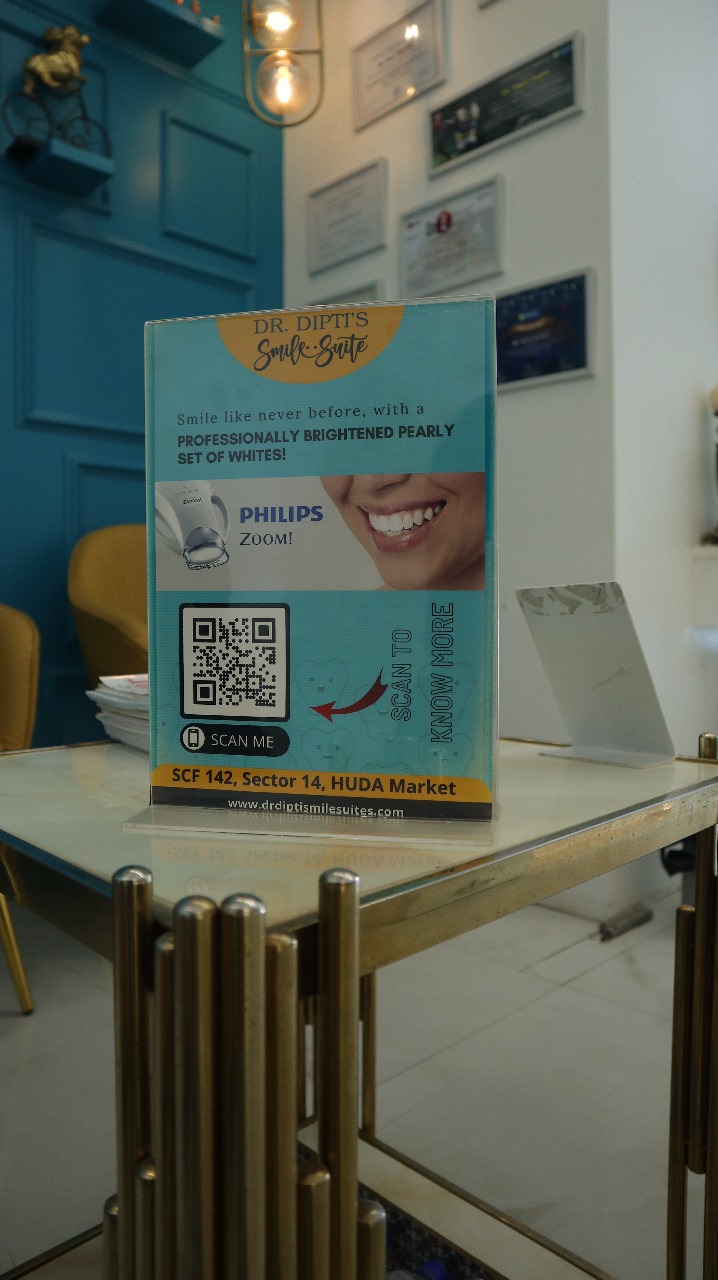 DR. DIPTI'S
Smile Suite
Smile like never before, with a
PROFESSIONALLY BRIGHTENED PEARLY
SET OF WHITES!
ZOOM!
PHILIPS
ZOOM!
SCAN TO
KNOW MORE
SCAN ME
SCF 142, Sector 14, HUDA Market
www.drdiptismilesuites.com